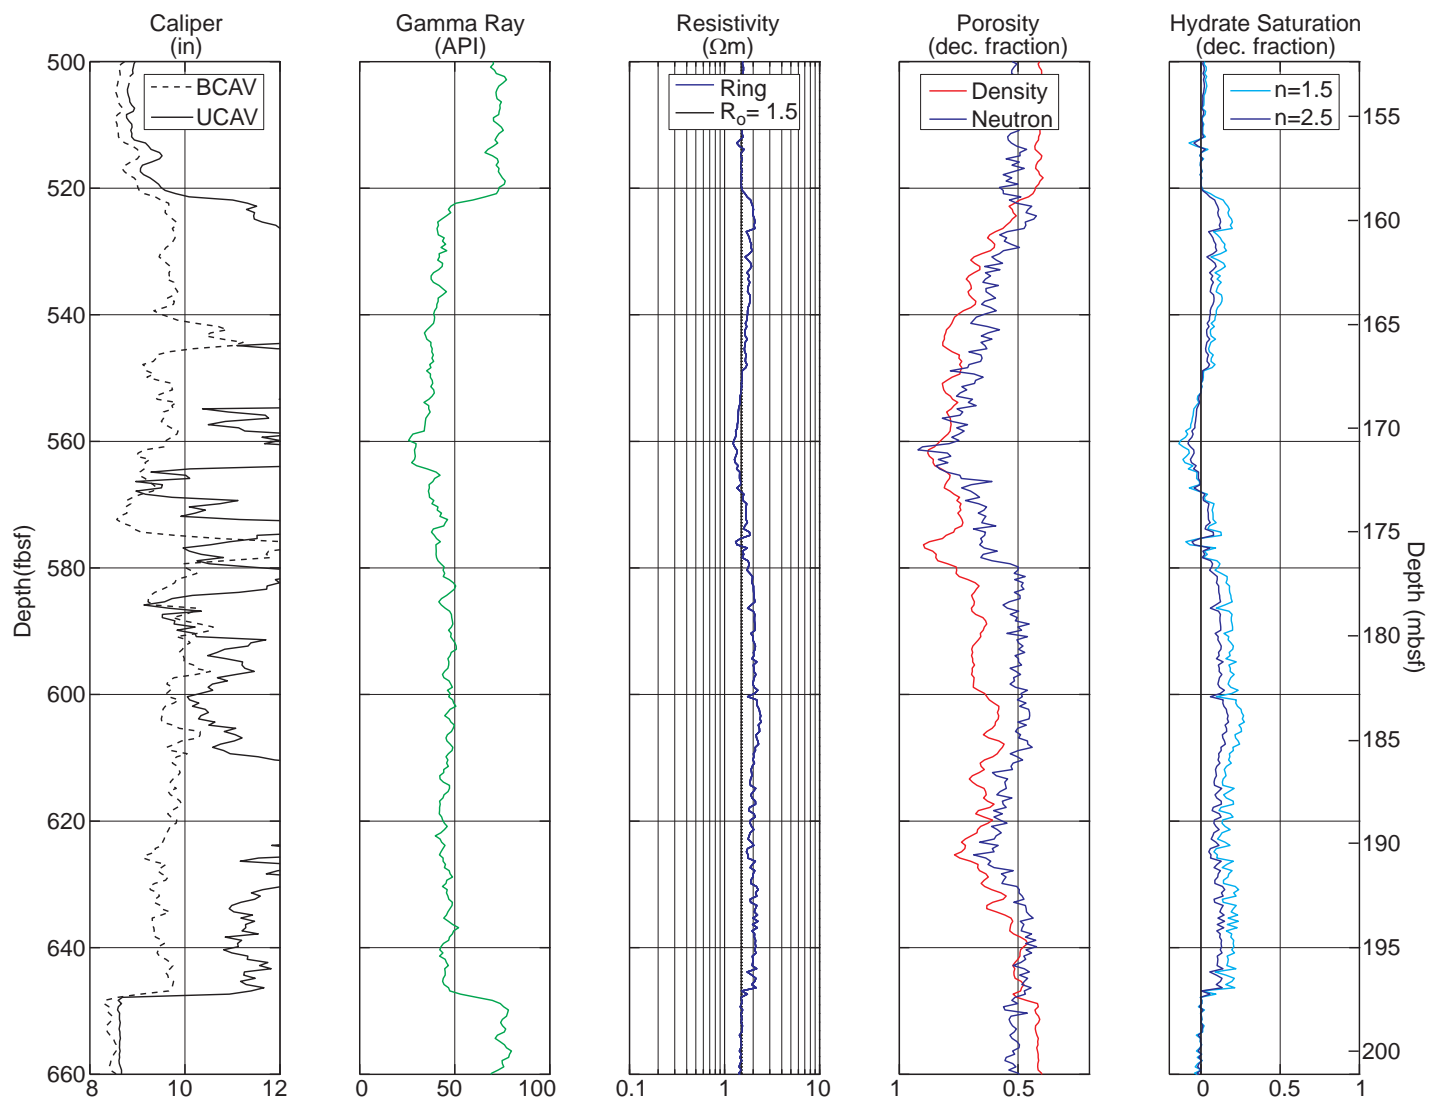 Caliper
(in)
Gamma Ray
(API)
Resistivity
(Ωm)
Porosity
(dec. fraction)
Hydrate Saturation
(dec. fraction)
BCAV
UCAV
Ring
Ro= 1.5
Density
Neutron
n=1.5
n=2.5
Depth(fbsf)
500
520
540
560
580
600
620
640
660
8 10 12
0 50 100
0.1 1 10
1 0.5
0 1
155
160
165
170
175
180
185
190
195
200
Depth (mbsf)